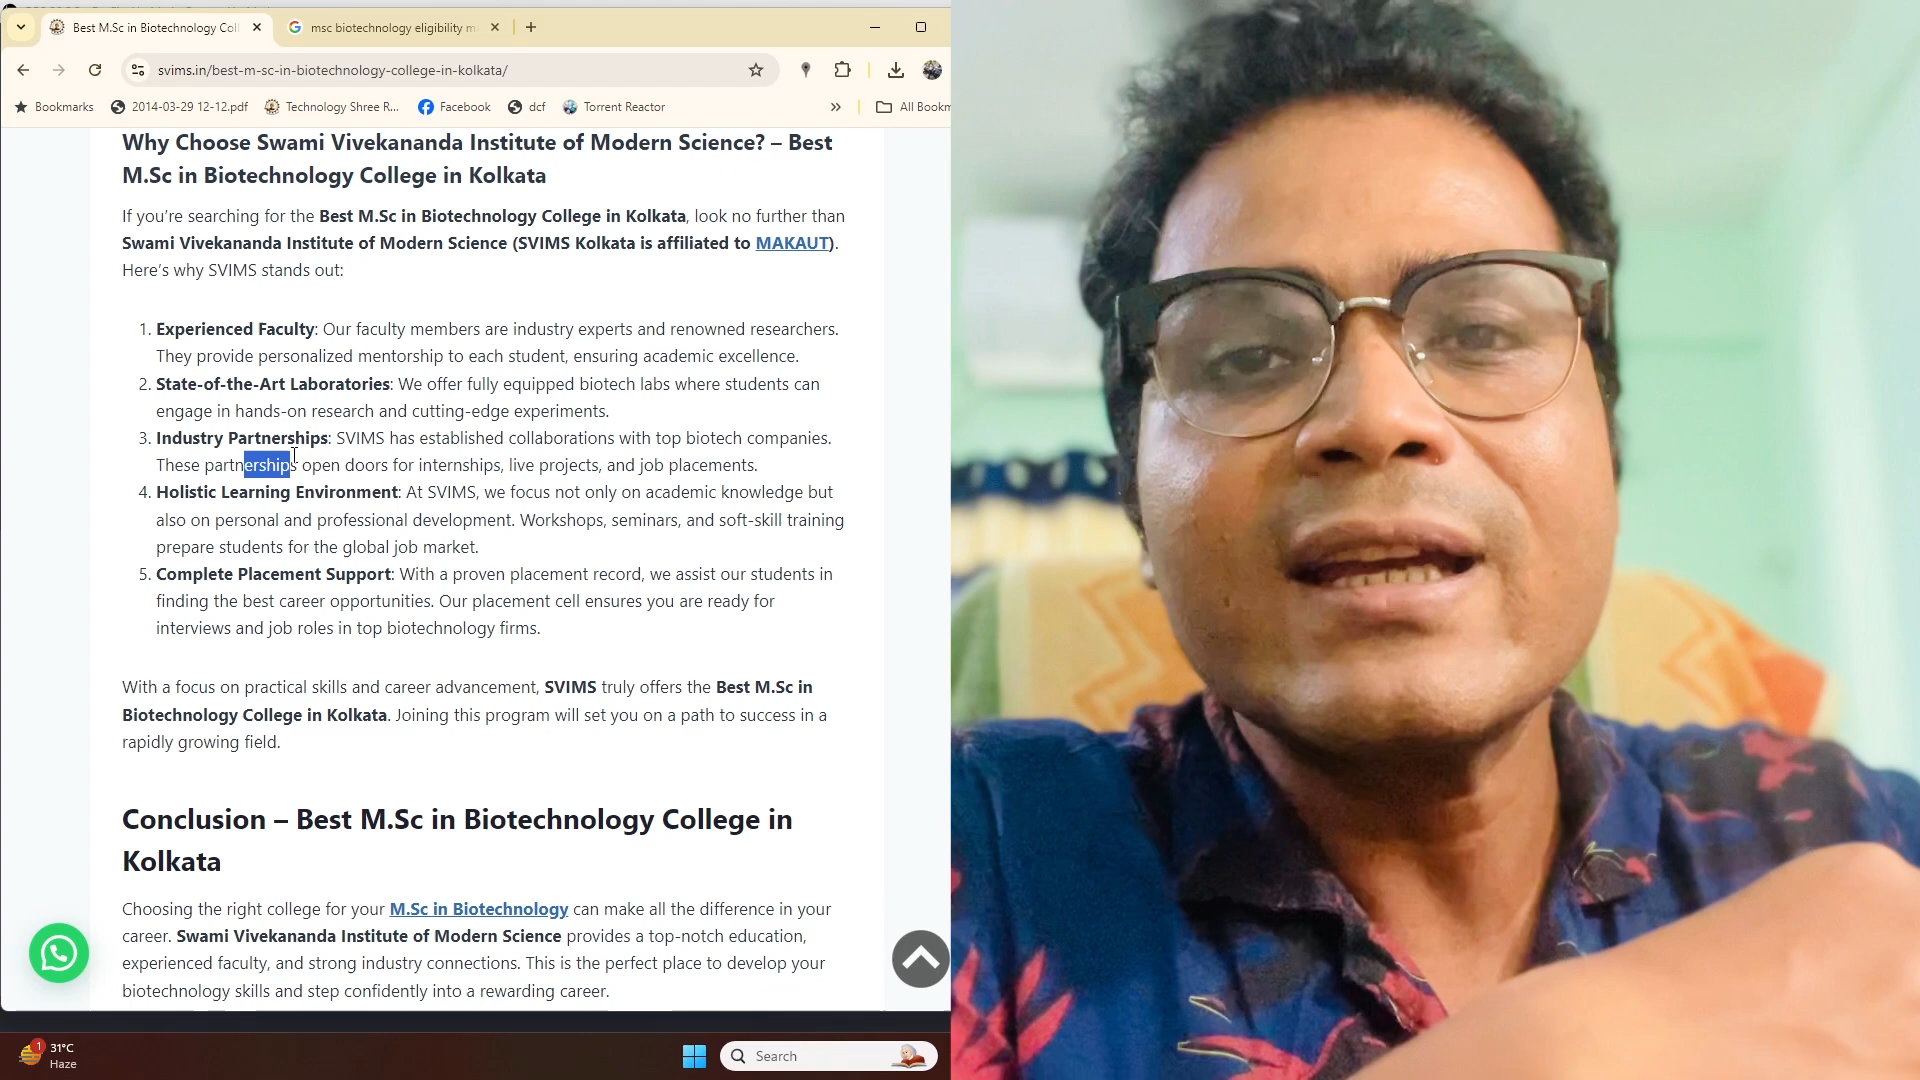 Best M.Sc in Biotechnology Coll
msc biotechnology eligibility m
svims.in/best-m-sc-in-biotechnology-college-in-kolkata/
Bookmarks
2014-03-29 12-12.pdf
Technology Shree R...
Facebook
dcf
Torrent Reactor
»
All Bookm
Why Choose Swami Vivekananda Institute of Modern Science? – Best
M.Sc in Biotechnology College in Kolkata
If you’re searching for the Best M.Sc in Biotechnology College in Kolkata, look no further than
Swami Vivekananda Institute of Modern Science (SVIMS Kolkata is affiliated to MAKAUT).
Here’s why SVIMS stands out:
1. Experienced Faculty: Our faculty members are industry experts and renowned researchers.
They provide personalized mentorship to each student, ensuring academic excellence.
2. State-of-the-Art Laboratories: We offer fully equipped biotech labs where students can
engage in hands-on research and cutting-edge experiments.
3. Industry Partnerships: SVIMS has established collaborations with top biotech companies.
These partnerships open doors for internships, live projects, and job placements.
4. Holistic Learning Environment: At SVIMS, we focus not only on academic knowledge but
also on personal and professional development. Workshops, seminars, and soft-skill training
prepare students for the global job market.
5. Complete Placement Support: With a proven placement record, we assist our students in
finding the best career opportunities. Our placement cell ensures you are ready for
interviews and job roles in top biotechnology firms.
With a focus on practical skills and career advancement, SVIMS truly offers the Best M.Sc in
Biotechnology College in Kolkata. Joining this program will set you on a path to success in a
rapidly growing field.
Conclusion – Best M.Sc in Biotechnology College in
Kolkata
Choosing the right college for your M.Sc in Biotechnology can make all the difference in your
career. Swami Vivekananda Institute of Modern Science provides a top-notch education,
experienced faculty, and strong industry connections. This is the perfect place to develop your
biotechnology skills and step confidently into a rewarding career.
1
31°C
Haze
Search